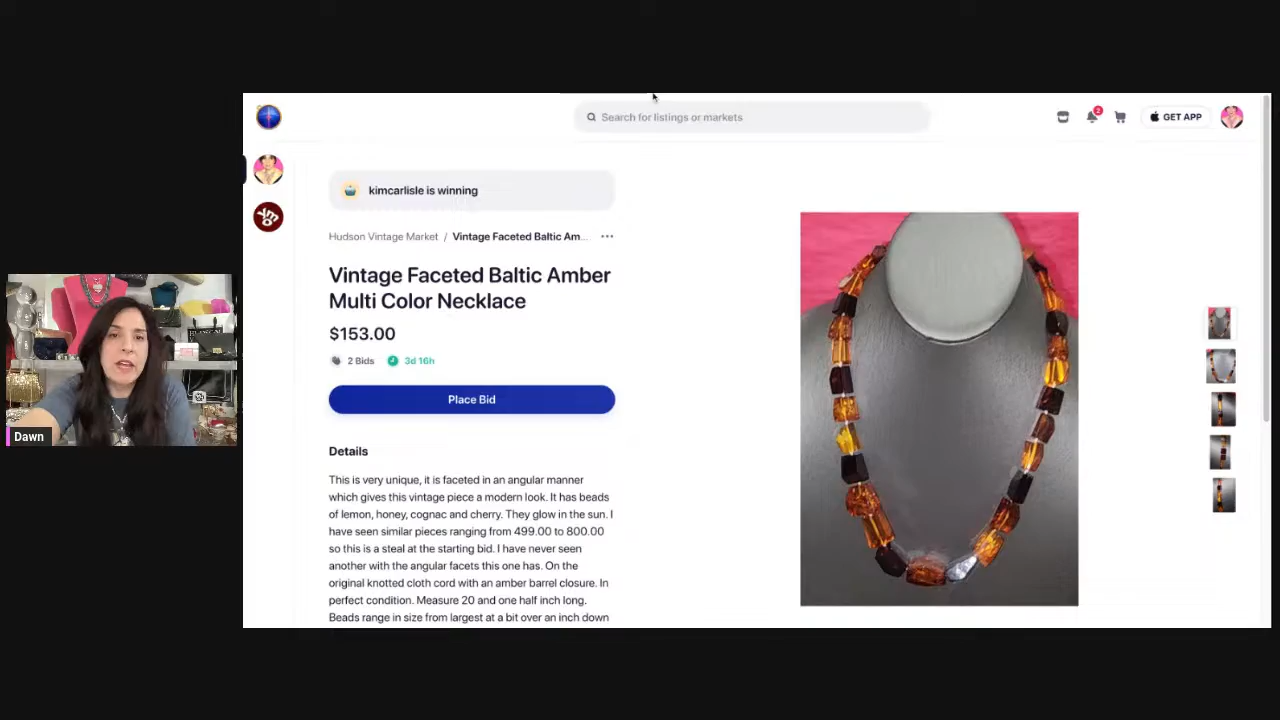 Search for listings or markets
2
GET APP
kimcarlisle is winning
Hudson Vintage Market / Vintage Faceted Baltic Am...
Vintage Faceted Baltic Amber
Multi Color Necklace
$153.00
2 Bids 3d 16h
Place Bid
Details
This is very unique, it is faceted in an angular manner
which gives this vintage piece a modern look. It has beads
of lemon, honey, cognac and cherry. They glow in the sun. I
have seen similar pieces ranging from 499.00 to 800.00
so this is a steal at the starting bid. I have never seen
another with the angular facets this one has. On the
original knotted cloth cord with an amber barrel closure. In
perfect condition. Measure 20 and one half inch long.
Beads range in size from largest at a bit over an inch down
Dawn